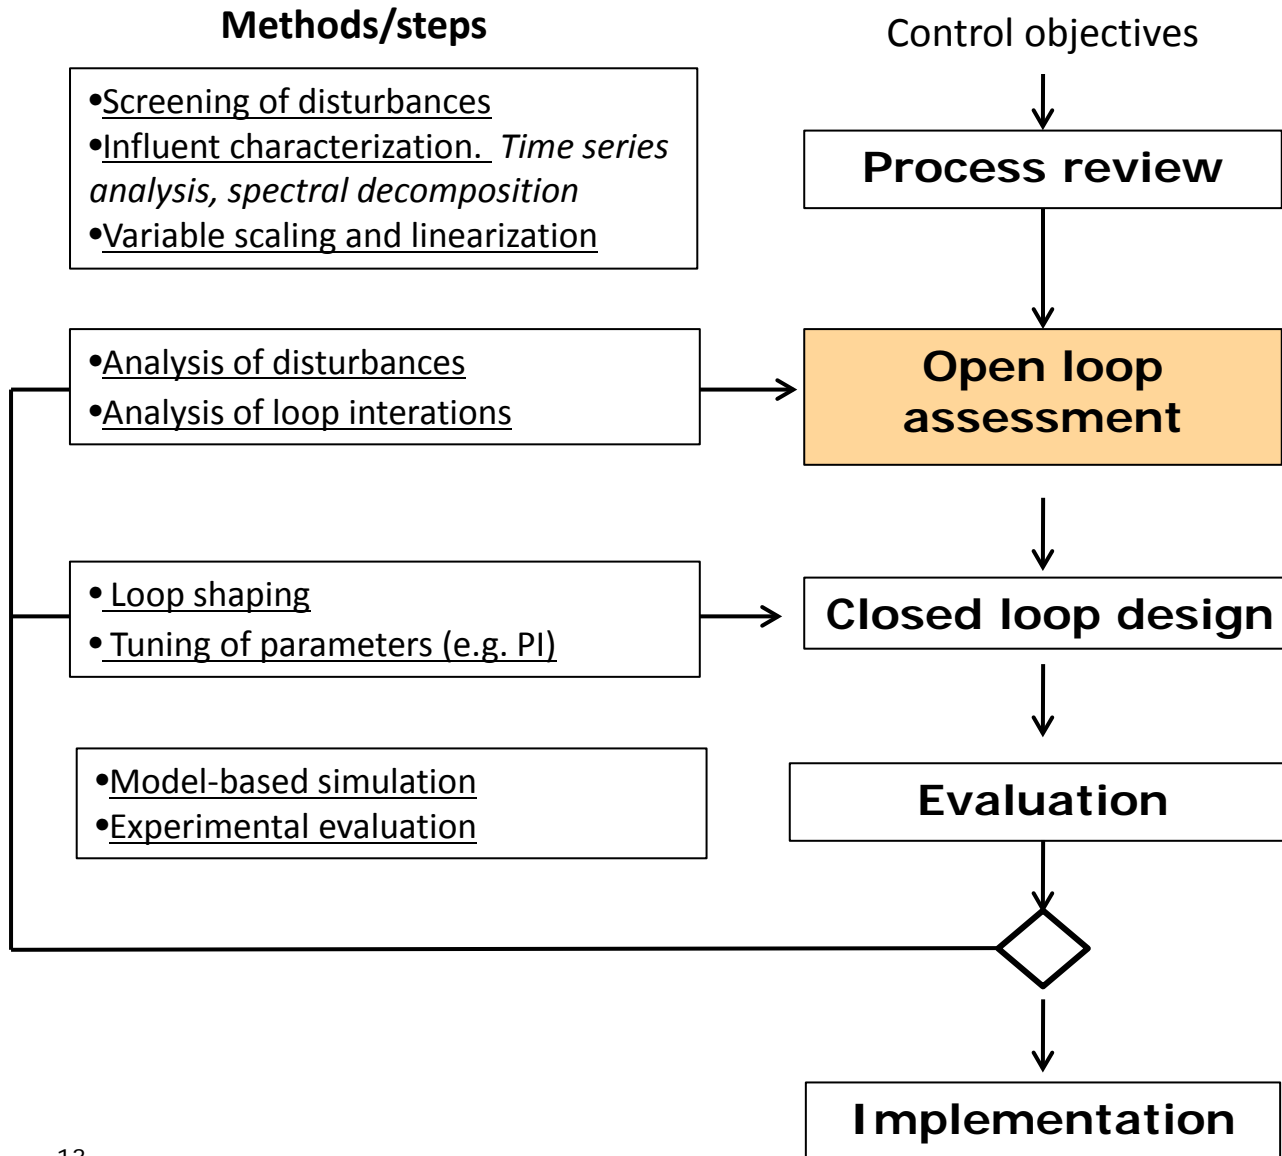 Methods/steps
Control objectives
•Screening of disturbances
•Influent characterization. Time series
analysis, spectral decomposition
•Variable scaling and linearization
Process review
•Analysis of disturbances
•Analysis of loop interations
Open loop
assessment
• Loop shaping
• Tuning of parameters (e.g. PI)
Closed loop design
•Model-based simulation
•Experimental evaluation
Evaluation
Implementation